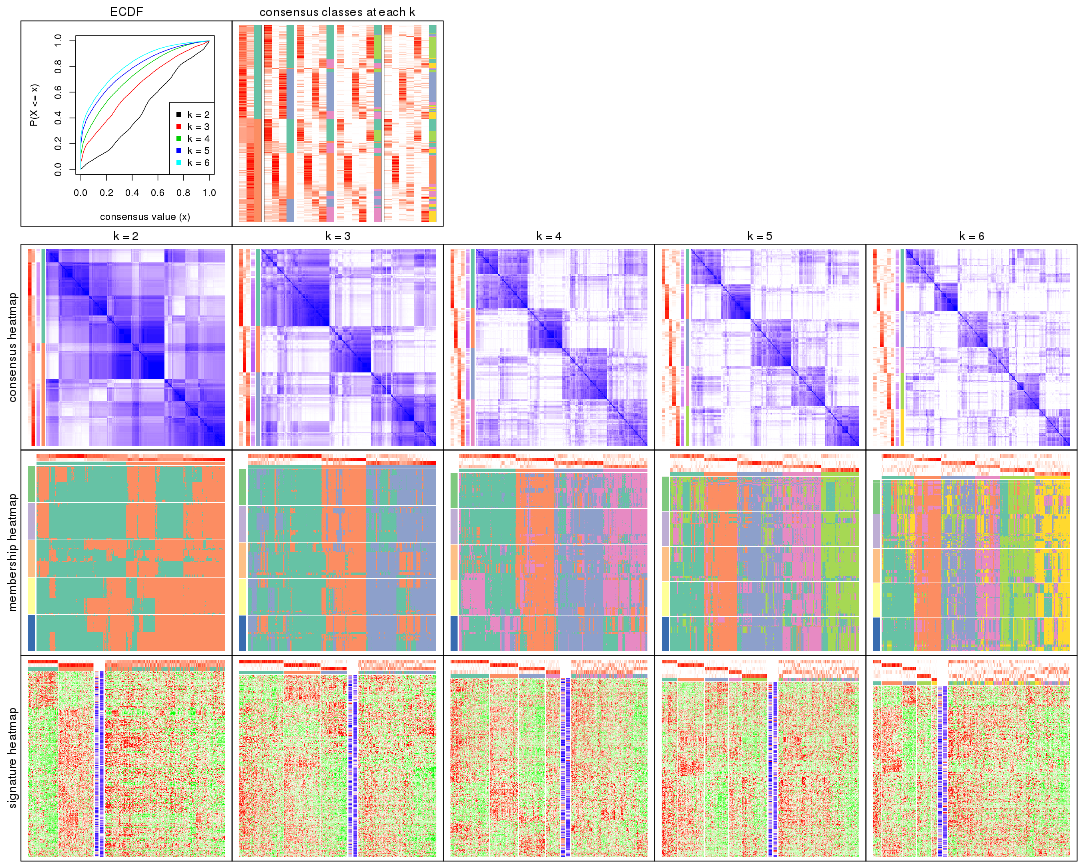 ECDF
consensus classes at each k
P(X <= x)
0.0 0.2 0.4 0.6 0.8 1.0
k = 2
k = 3
k = 4
k = 5
k = 6
0.0 0.2 0.4 0.6 0.8 1.0
consensus value (x)
k = 2 k = 3 k = 4 k = 5 k = 6
consensus heatmap
membership heatmap
signature heatmap